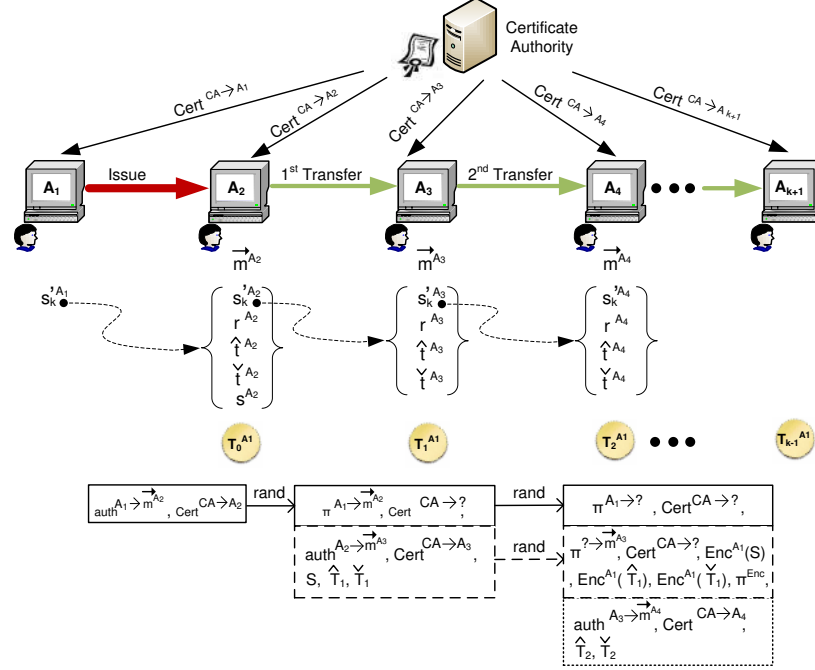 Certificate
Authority
Cert CA→A1
Cert CA→A2
Cert CA→A3
Cert CA→A4
Cert CA→A k+1
A1 Issue A2 1st Transfer A3 2nd Transfer A4 ••• Ak+1
m⃗ A2 m⃗ A3 m⃗ A4
sk'A1 sk'A2 sk'A3 sk'A4
r A2 r A3 r A4
t̂ A2 t̂ A3 t̂ A4
ť A2 ť A3 ť A4
s A2
T0 A1 T1 A1 T2 A1 ••• Tk-1 A1
auth A1→m⃗ A2, Cert CA→A2
rand
π A1→m⃗ A2, Cert CA→?,
rand
π A1→?, Cert CA→?,
auth A2→m⃗ A3, Cert CA→A3,
S, T̂1, Ť1
rand
π ?→m⃗ A3, Cert CA→?, Enc A1(S)
, Enc A1(T̂1), Enc A1(Ť1), π Enc,
auth A3→m⃗ A4, Cert CA→A4,
T̂2, Ť2